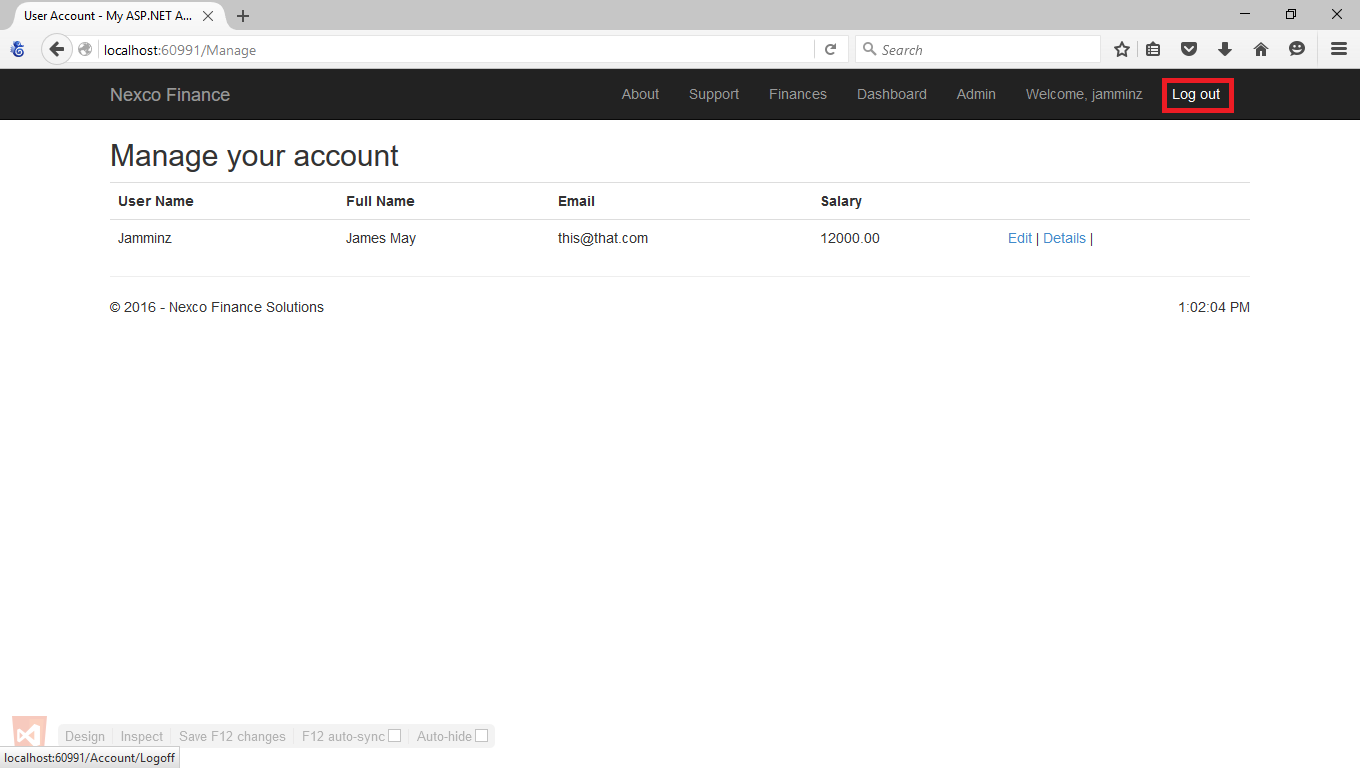 User Account - My ASP.NET A...
localhost:60991/Manage
Search
Nexco Finance About Support Finances Dashboard Admin Welcome, jamminz Log out
Manage your account
User Name Full Name Email Salary
Jamminz James May this@that.com 12000.00 Edit | Details |
© 2016 - Nexco Finance Solutions 1:02:04 PM
Design Inspect Save F12 changes F12 auto-sync Auto-hide
localhost:60991/Account/Logoff